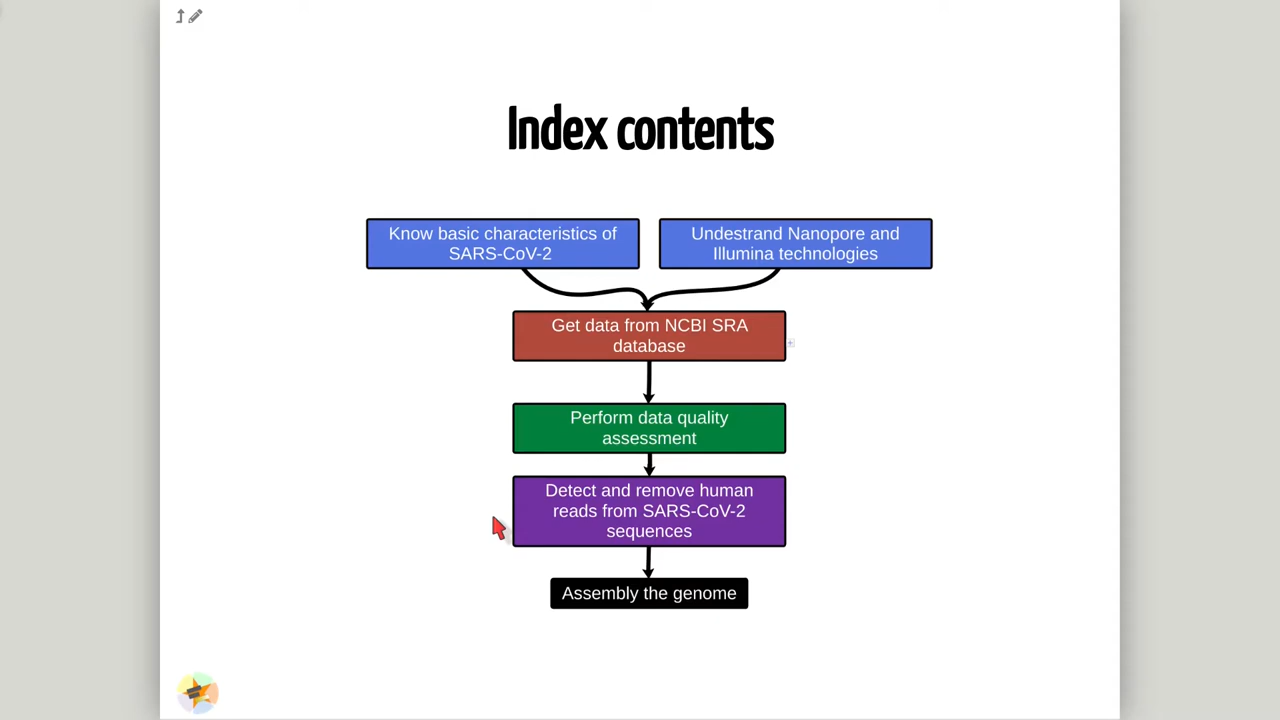 Index contents
Know basic characteristics of
SARS-CoV-2
Undestrand Nanopore and
Illumina technologies
Get data from NCBI SRA
database
Perform data quality
assessment
Detect and remove human
reads from SARS-CoV-2
sequences
Assembly the genome